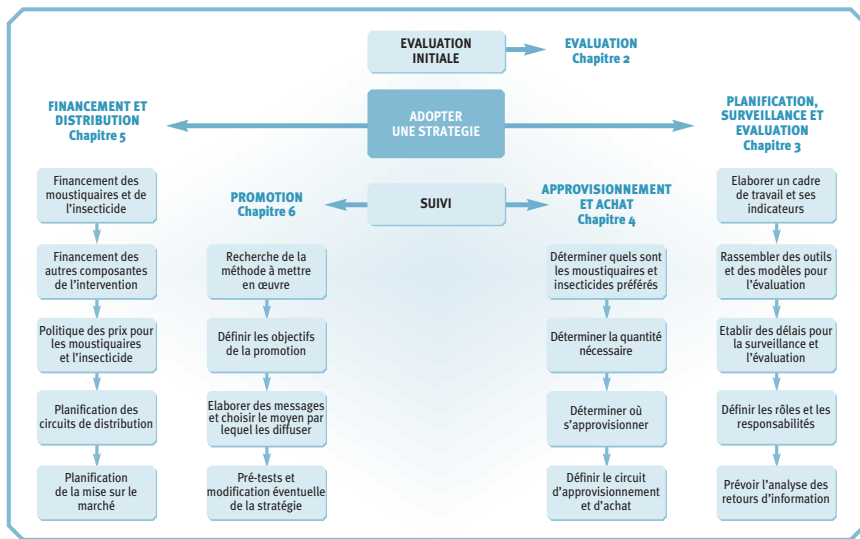 EVALUATION
INITIALE
EVALUATION
Chapitre 2
FINANCEMENT ET
DISTRIBUTION
Chapitre 5
ADOPTER
UNE STRATEGIE
PLANIFICATION,
SURVEILLANCE ET
EVALUATION
Chapitre 3
PROMOTION
Chapitre 6
SUIVI
APPROVISIONNEMENT
ET ACHAT
Chapitre 4
Financement des
moustiquaires et de
l'insecticide
Financement des
autres composantes
de l'intervention
Politique des prix pour
les moustiquaires
et l'insecticide
Planification des
circuits de distribution
Planification
de la mise sur le
marché
Recherche de la
méthode à mettre
en œuvre
Définir les objectifs
de la promotion
Elaborer des messages
et choisir le moyen par
lequel les diffuser
Pré-tests et
modification éventuelle
de la stratégie
Déterminer quels sont
les moustiquaires et
insecticides préférés
Déterminer la quantité
nécessaire
Déterminer où
s'approvisionner
Définir le circuit
d'approvisionnement
et d'achat
Elaborer un cadre
de travail et ses
indicateurs
Rassembler des outils
et des modèles pour
l'évaluation
Etablir des délais pour
la surveillance et
l'évaluation
Définir les rôles et les
responsabilités
Prévoir l'analyse des
retours d'information